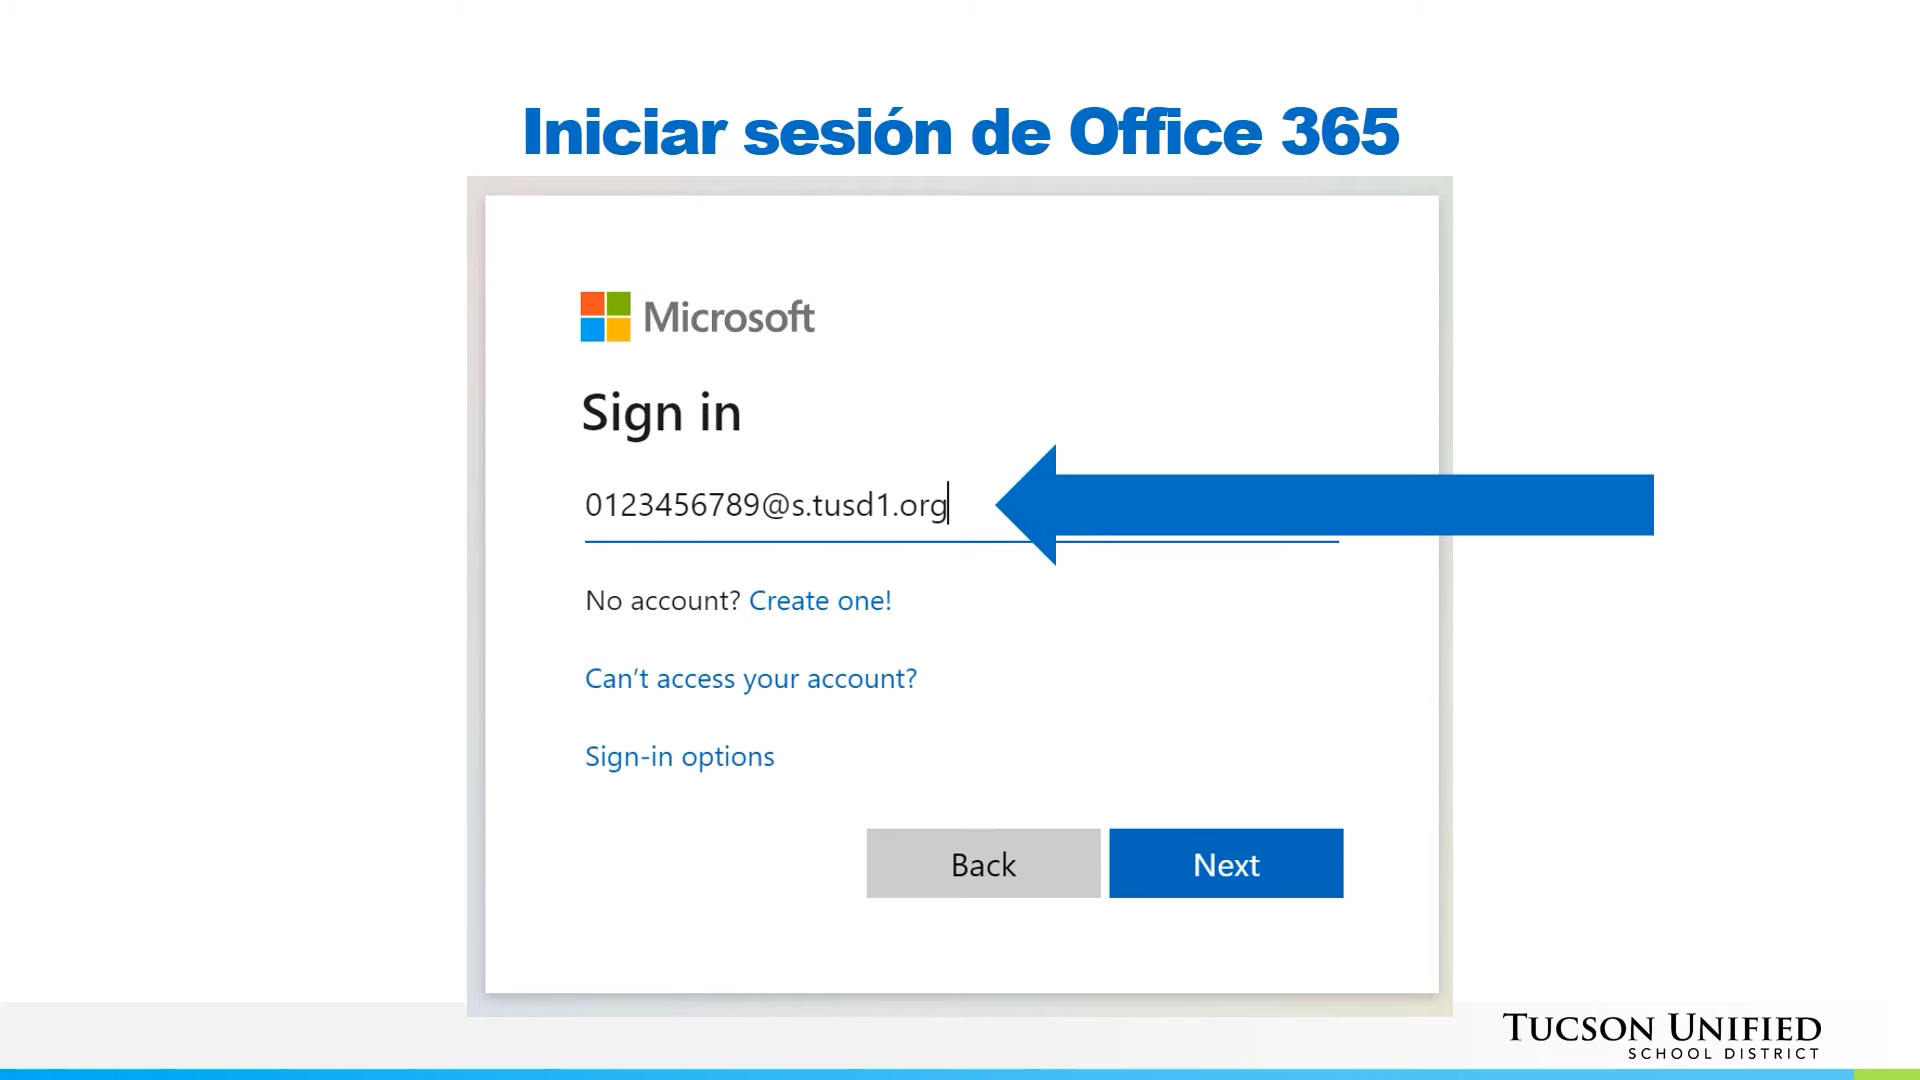 Iniciar sesión de Office 365
Microsoft
Sign in
0123456789@s.tusd1.org
No account? Create one!
Can't access your account?
Sign-in options
Back
Next
TUCSON UNIFIED
SCHOOL DISTRICT